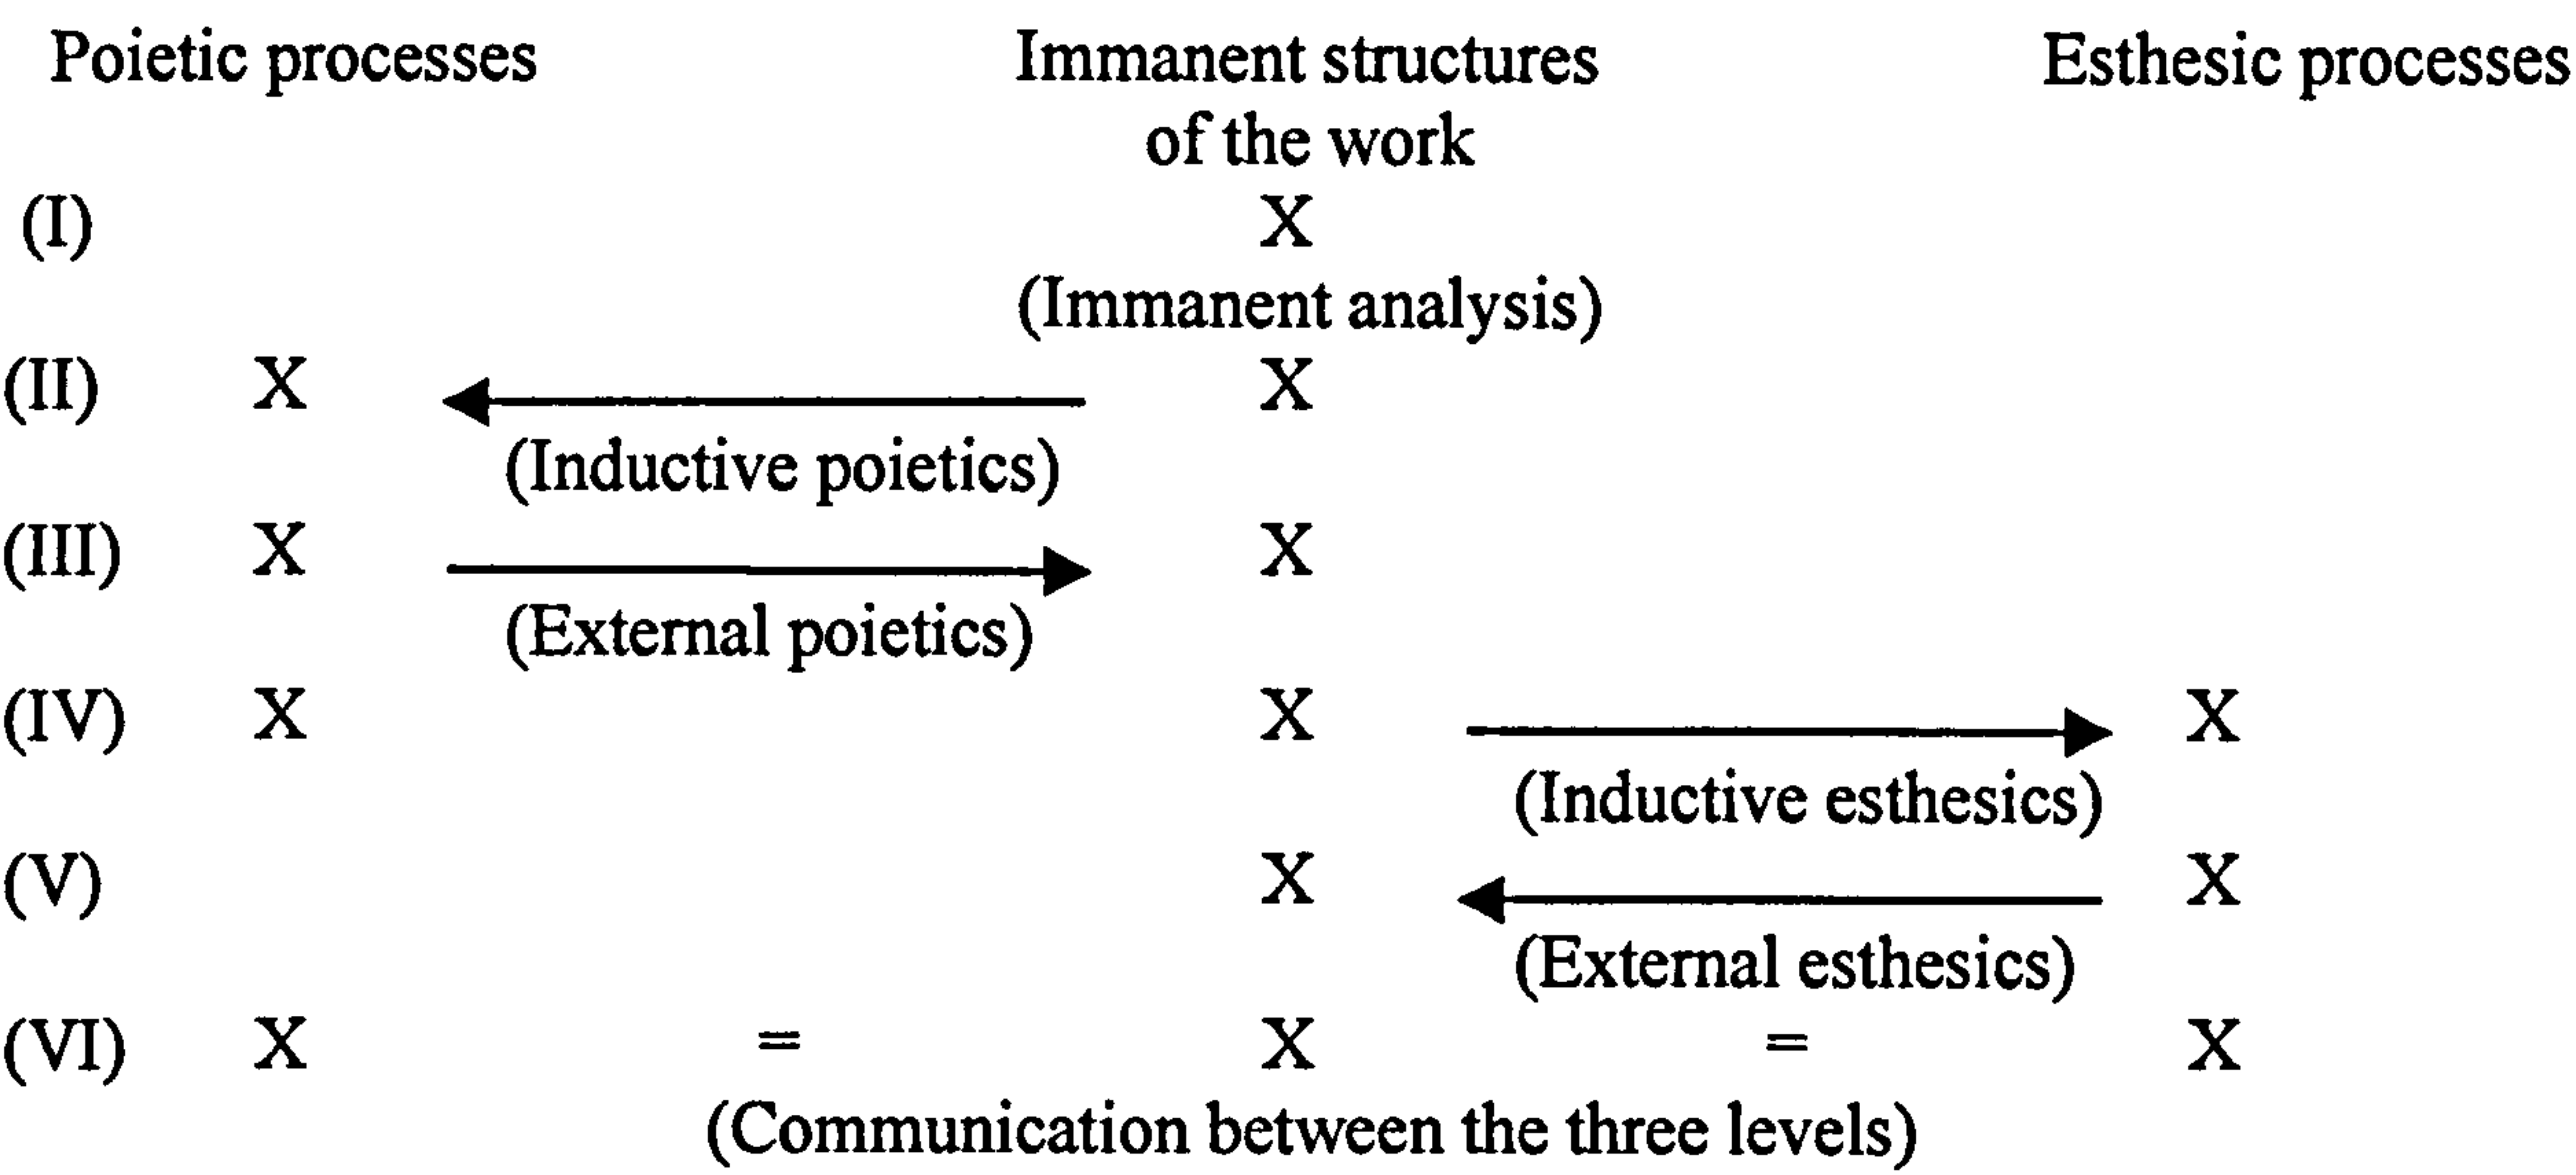 Poietic processes Immanent structures Esthesic processes
of the work
(I) X
(Immanent analysis)
(II) X X
(Inductive poietics)
(III) X X
(External poietics)
(IV) X X X
(Inductive esthesics)
(V) X X
(External esthesics)
(VI) X = X = X
(Communication between the three levels)